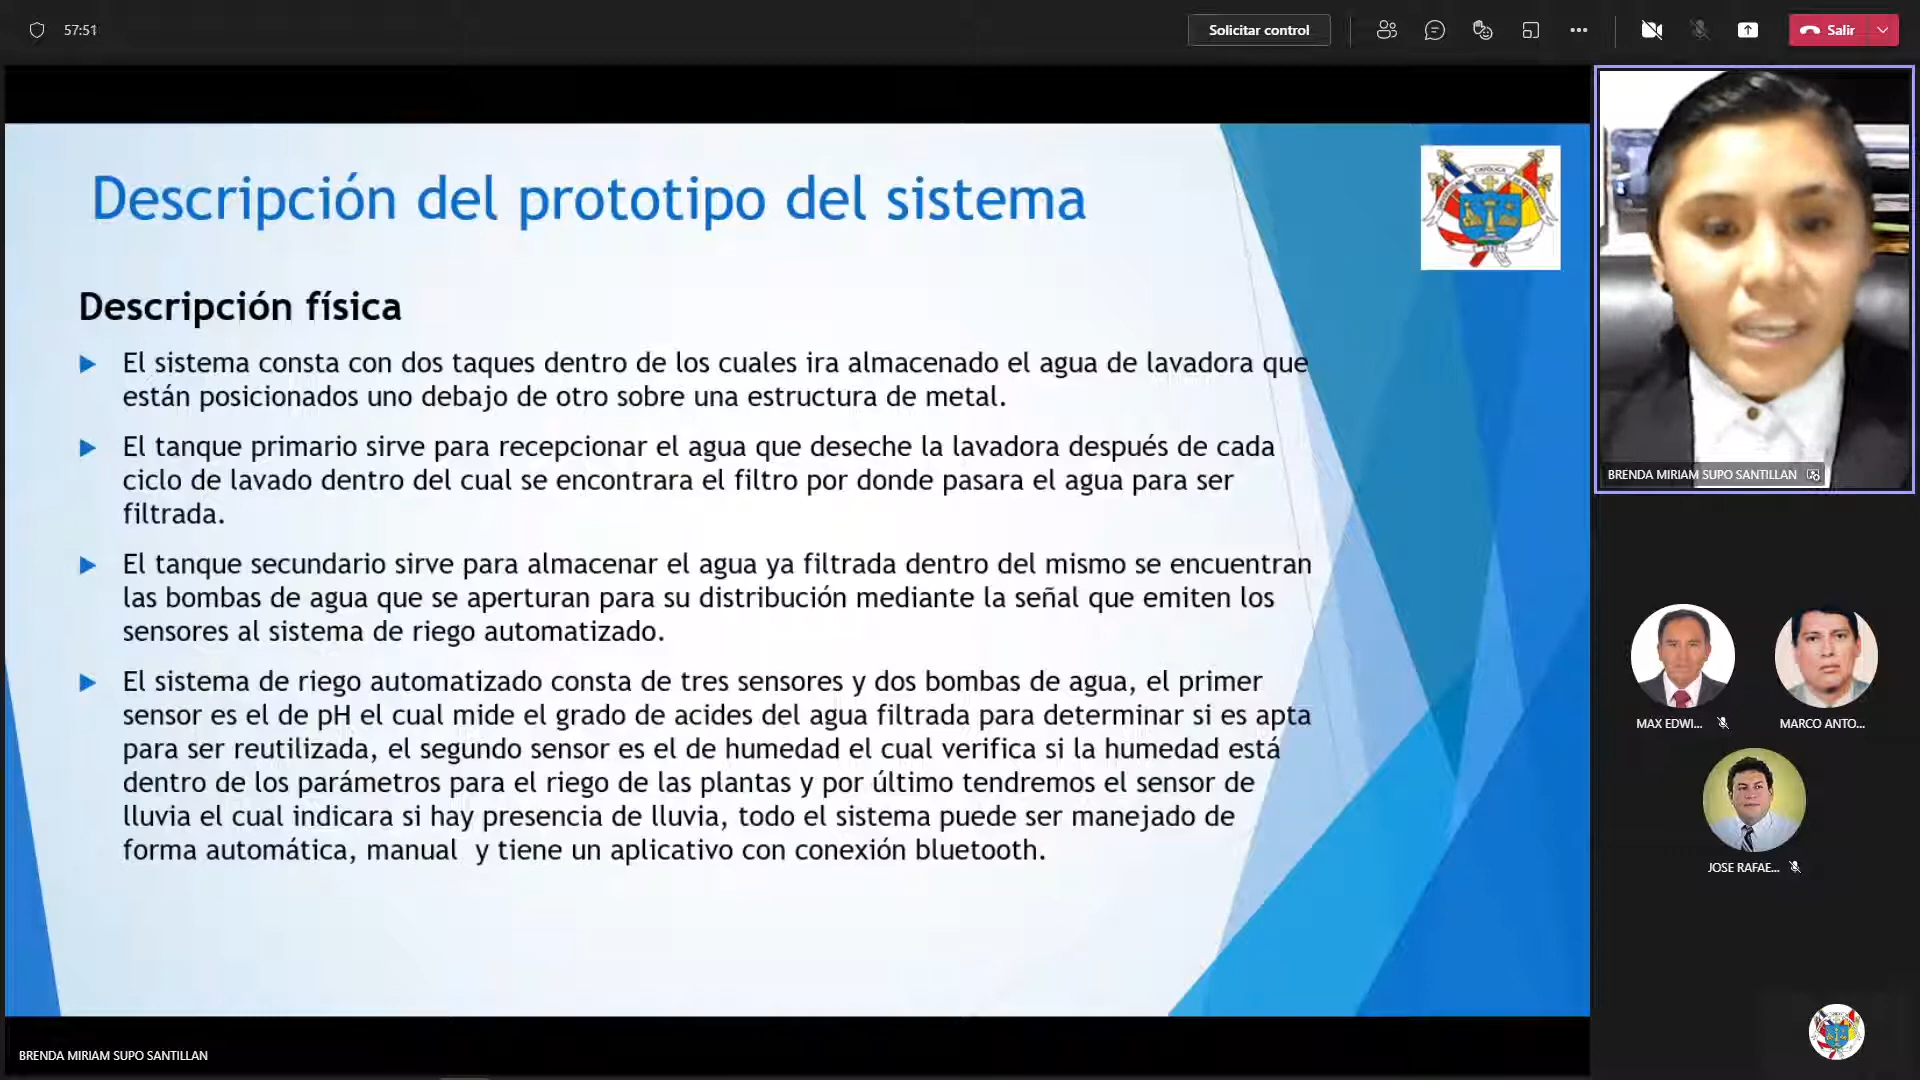 57:51
Solicitar control
Salir
Descripción del prototipo del sistema
Descripción física
El sistema consta con dos taques dentro de los cuales ira almacenado el agua de lavadora que
están posicionados uno debajo de otro sobre una estructura de metal.
El tanque primario sirve para recepcionar el agua que deseche la lavadora después de cada
ciclo de lavado dentro del cual se encontrara el filtro por donde pasara el agua para ser
filtrada.
El tanque secundario sirve para almacenar el agua ya filtrada dentro del mismo se encuentran
las bombas de agua que se aperturan para su distribución mediante la señal que emiten los
sensores al sistema de riego automatizado.
El sistema de riego automatizado consta de tres sensores y dos bombas de agua, el primer
sensor es el de pH el cual mide el grado de acides del agua filtrada para determinar si es apta
para ser reutilizada, el segundo sensor es el de humedad el cual verifica si la humedad está
dentro de los parámetros para el riego de las plantas y por último tendremos el sensor de
lluvia el cual indicara si hay presencia de lluvia, todo el sistema puede ser manejado de
forma automática, manual y tiene un aplicativo con conexión bluetooth.
BRENDA MIRIAM SUPO SANTILLAN
MAX EDWI...
MARCO ANTO...
JOSE RAFAE...
BRENDA MIRIAM SUPO SANTILLAN